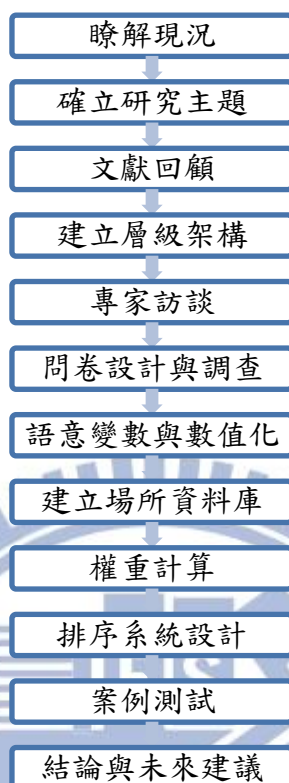 瞭解現況
確立研究主題
文獻回顧
建立層級架構
專家訪談
問卷設計與調查
語意變數與數值化
建立場所資料庫
權重計算
排序系統設計
案例測試
結論與未來建議